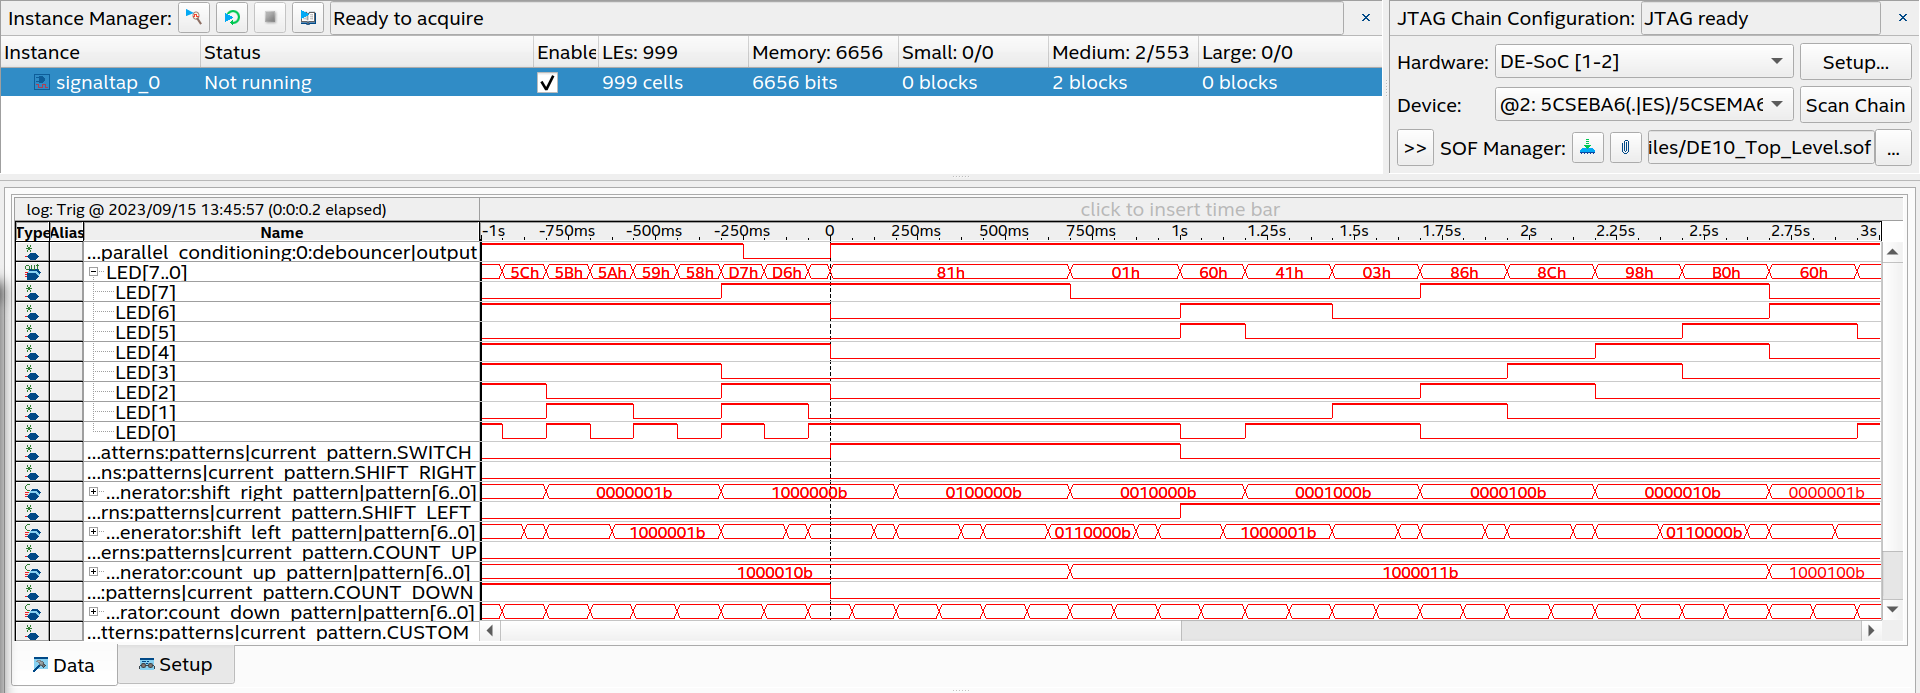 Instance Manager: Ready to acquire × JTAG Chain Configuration: JTAG ready ×
Instance Status Enable LEs: 999 Memory: 6656 Small: 0/0 Medium: 2/553 Large: 0/0
signaltap_0 Not running 999 cells 6656 bits 0 blocks 2 blocks 0 blocks
Hardware: DE-SoC [1-2] Setup...
Device: @2: 5CSEBA6(.|ES)/5CSEMA6 Scan Chain
>> SOF Manager: iles/DE10_Top_Level.sof ...
log: Trig @ 2023/09/15 13:45:57 (0:0:0.2 elapsed) click to insert time bar
Type Alias Name -1s -750ms -500ms -250ms 0 250ms 500ms 750ms 1s 1.25s 1.5s 1.75s 2s 2.25s 2.5s 2.75s 3s
...parallel_conditioning:0:debouncer|output
LED[7..0] 5Ch 5Bh 5Ah 59h 58h D7h D6h 81h 01h 60h 41h 03h 86h 8Ch 98h B0h 60h
LED[7]
LED[6]
LED[5]
LED[4]
LED[3]
LED[2]
LED[1]
LED[0]
...atterns:patterns|current_pattern.SWITCH
...ns:patterns|current_pattern.SHIFT_RIGHT
...nerator:shift_right_pattern|pattern[6..0] 0000001b 1000000b 0100000b 0010000b 0001000b 0000100b 0000010b 0000001b
...rns:patterns|current_pattern.SHIFT_LEFT
...enerator:shift_left_pattern|pattern[6..0] 1000001b 0110000b 1000001b 0110000b
...erns:patterns|current_pattern.COUNT_UP
...nerator:count_up_pattern|pattern[6..0] 1000010b 1000011b 1000100b
...:patterns|current_pattern.COUNT_DOWN
...rator:count_down_pattern|pattern[6..0]
...tterns:patterns|current_pattern.CUSTOM
Data Setup